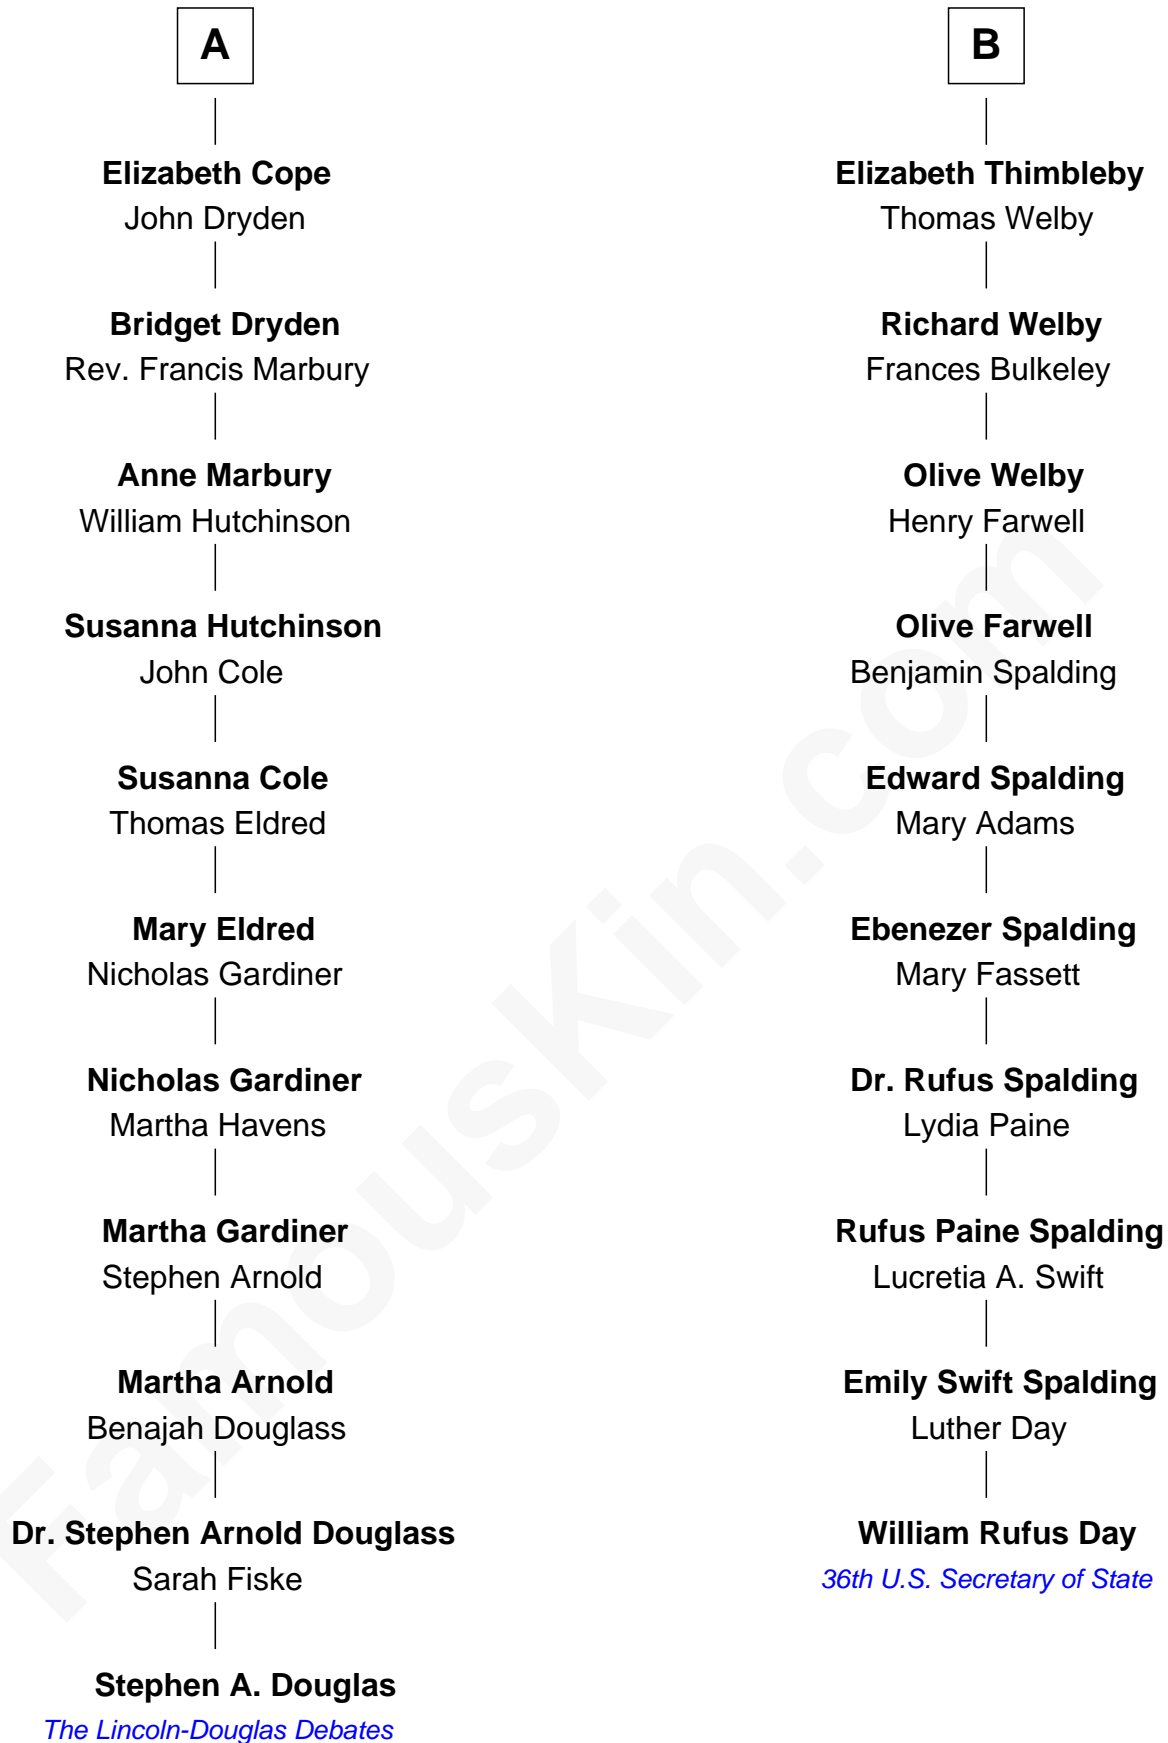 A
Elizabeth Cope
John Dryden
Bridget Dryden
Rev. Francis Marbury
Anne Marbury
William Hutchinson
Susanna Hutchinson
John Cole
Susanna Cole
Thomas Eldred
Mary Eldred
Nicholas Gardiner
Nicholas Gardiner
Martha Havens
Martha Gardiner
Stephen Arnold
Martha Arnold
Benajah Douglass
Dr. Stephen Arnold Douglass
Sarah Fiske
Stephen A. Douglas
The Lincoln-Douglas Debates
B
Elizabeth Thimbleby
Thomas Welby
Richard Welby
Frances Bulkeley
Olive Welby
Henry Farwell
Olive Farwell
Benjamin Spalding
Edward Spalding
Mary Adams
Ebenezer Spalding
Mary Fassett
Dr. Rufus Spalding
Lydia Paine
Rufus Paine Spalding
Lucretia A. Swift
Emily Swift Spalding
Luther Day
William Rufus Day
36th U.S. Secretary of State
FamousKin.com